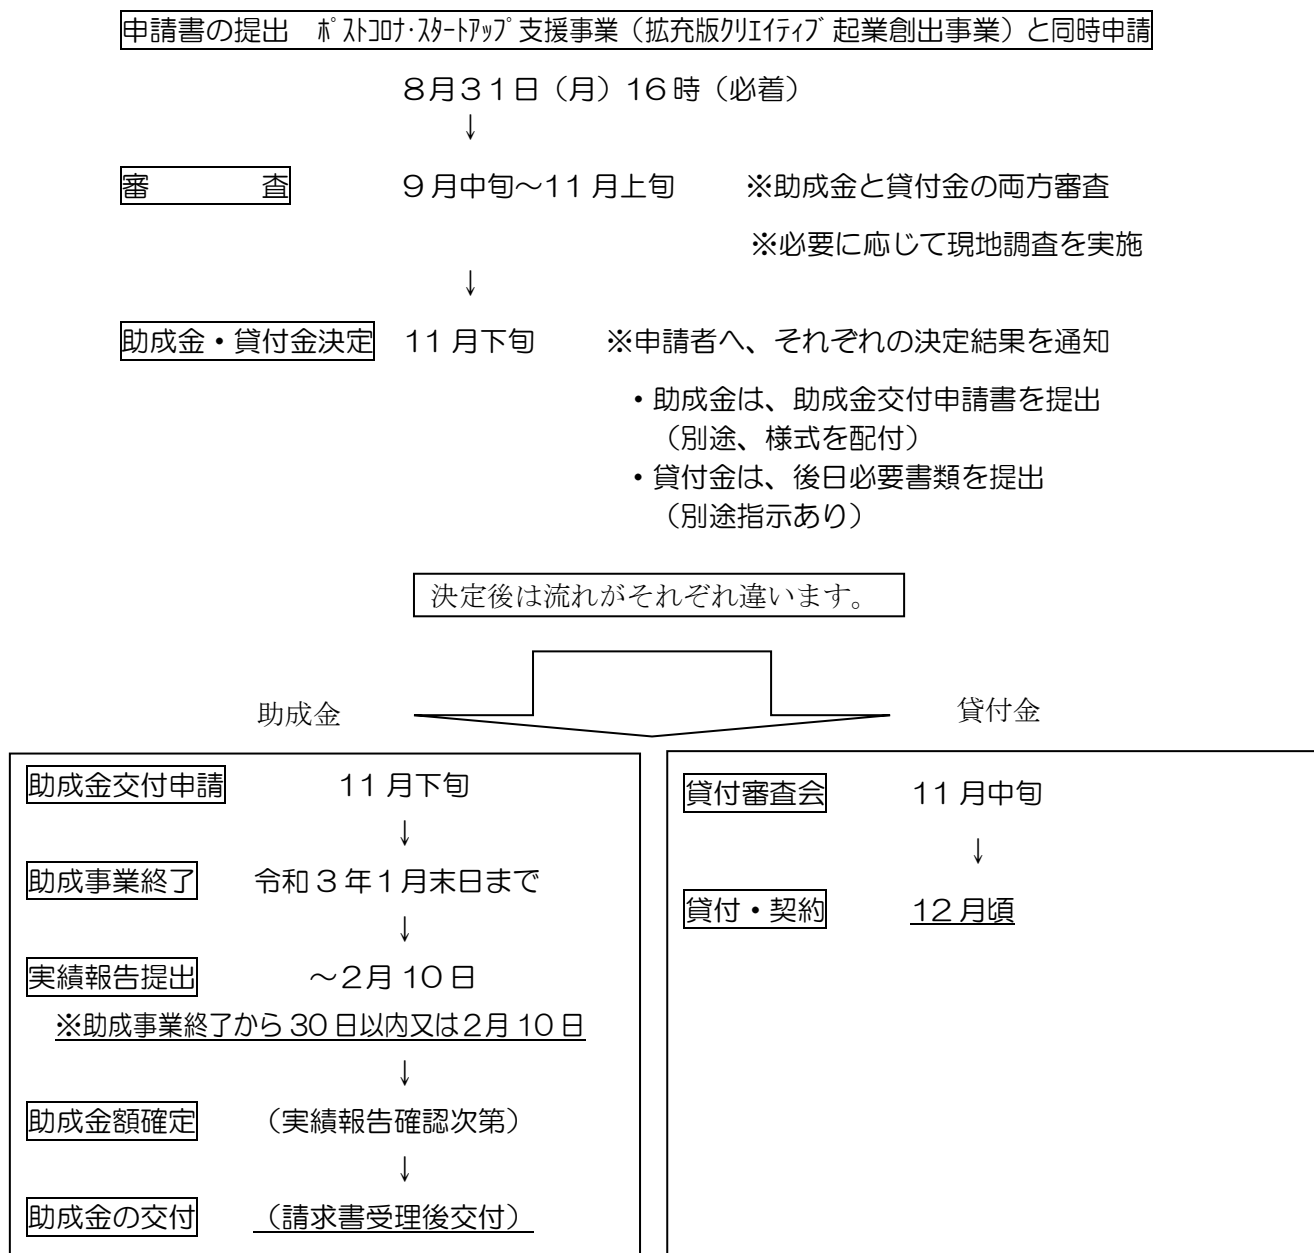 申請書の提出　ﾎﾟｽﾄｺﾛﾅ･ｽﾀｰﾄｱｯﾌﾟ支援事業（拡充版ｸﾘｴｲﾃｨﾌﾞ起業創出事業）と同時申請
８月３１日（月）16時（必着）
↓
審　　　　査　９月中旬～11月上旬　※助成金と貸付金の両方審査
※必要に応じて現地調査を実施
↓
助成金・貸付金決定　11月下旬　※申請者へ、それぞれの決定結果を通知
・助成金は、助成金交付申請書を提出
（別途、様式を配付）
・貸付金は、後日必要書類を提出
（別途指示あり）
決定後は流れがそれぞれ違います。
助成金
助成金交付申請　11月下旬
↓
助成事業終了　令和３年１月末日まで
↓
実績報告提出　～２月10日
※助成事業終了から30日以内又は２月10日
↓
助成金額確定　（実績報告確認次第）
↓
助成金の交付　（請求書受理後交付）
貸付金
貸付審査会　11月中旬
↓
貸付・契約　12月頃